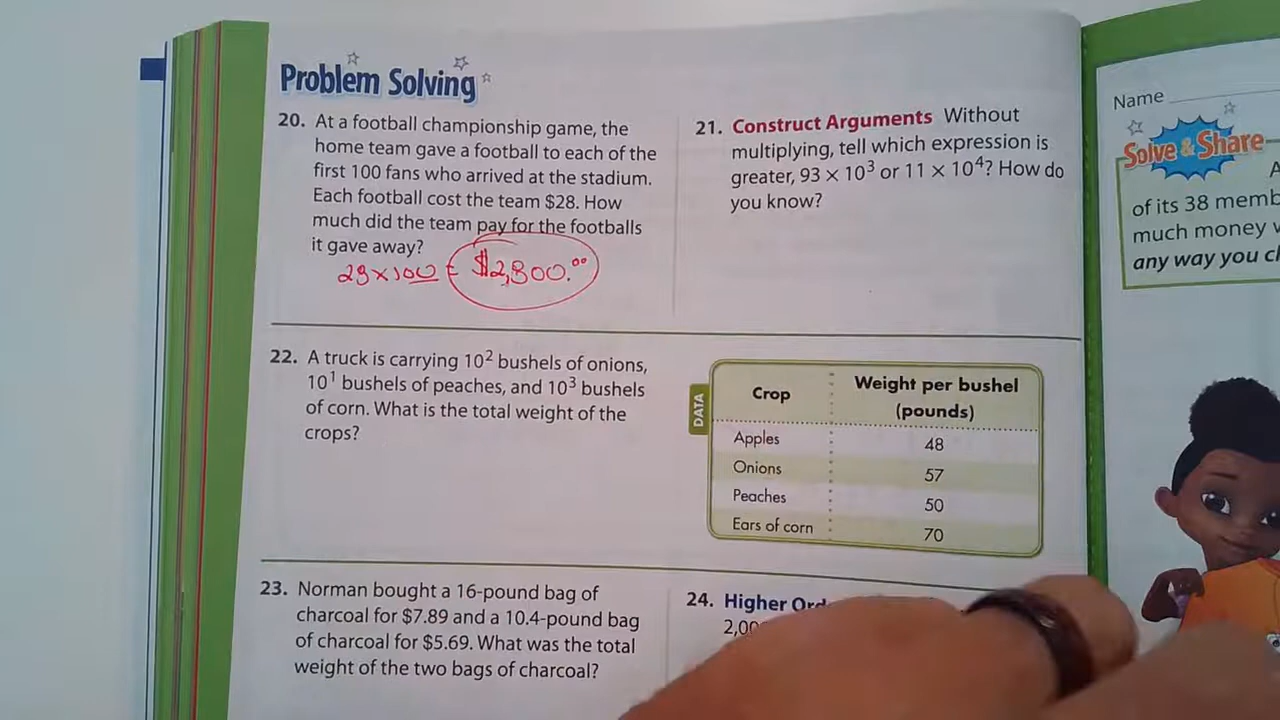 Problem Solving
20. At a football championship game, the
home team gave a football to each of the
first 100 fans who arrived at the stadium.
Each football cost the team $28. How
much did the team pay for the footballs
it gave away?
28 × 100 = $2,800.⁰⁰
21. Construct Arguments Without
multiplying, tell which expression is
greater, 93 × 10³ or 11 × 10⁴? How do
you know?
22. A truck is carrying 10² bushels of onions,
10¹ bushels of peaches, and 10³ bushels
of corn. What is the total weight of the
crops?
DATA
Crop Weight per bushel
(pounds)
Apples 48
Onions 57
Peaches 50
Ears of corn 70
23. Norman bought a 16-pound bag of
charcoal for $7.89 and a 10.4-pound bag
of charcoal for $5.69. What was the total
weight of the two bags of charcoal?
24. Higher
Name
Solve & Share
A
of its 38
much money
any way you